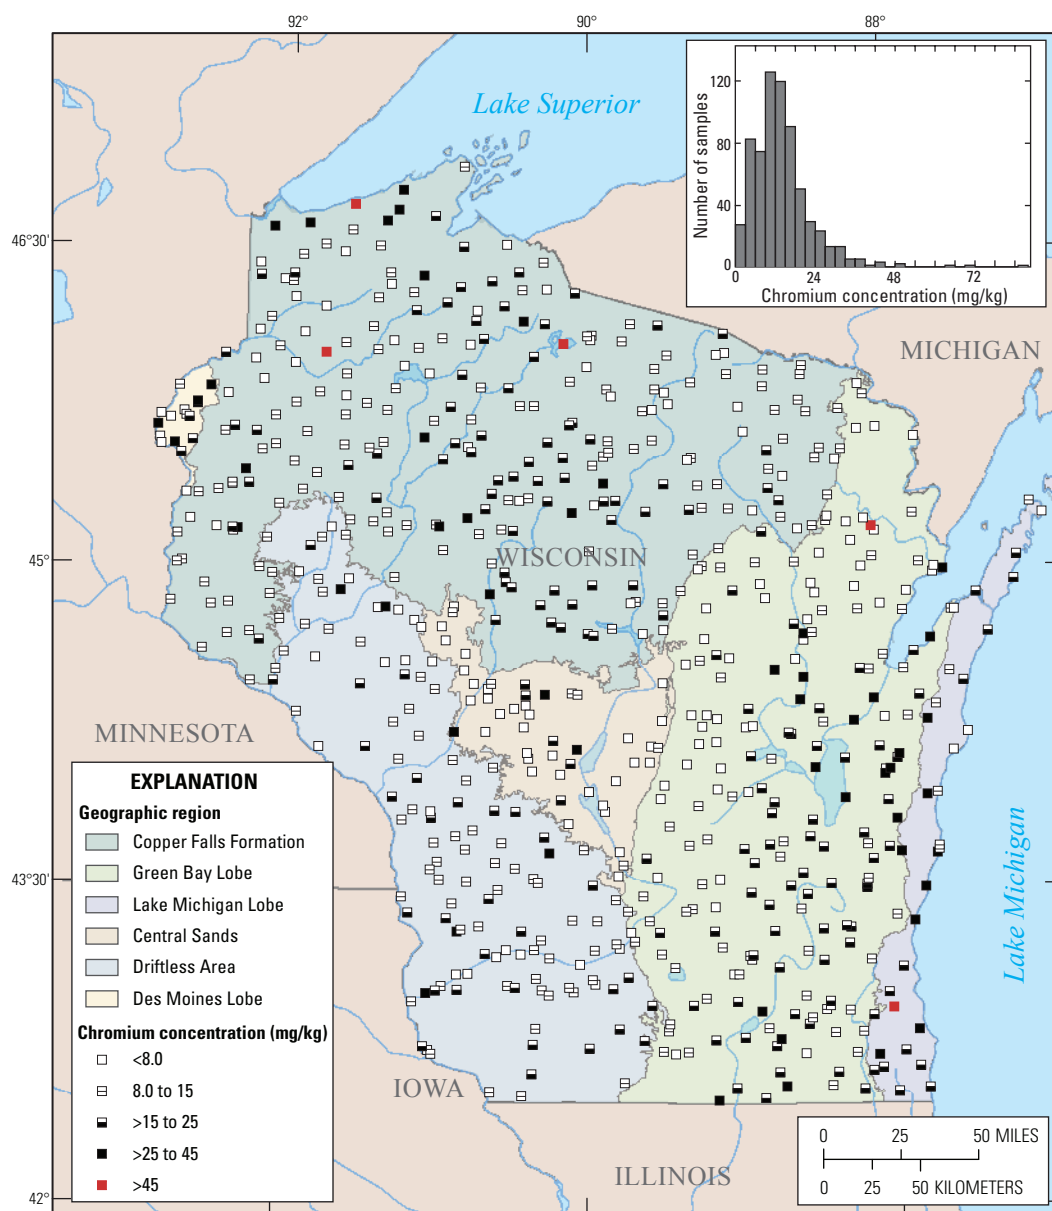 92°
90°
88°
Lake Superior
Number of samples
120
80
40
0
0
24
48
72
Chromium concentration (mg/kg)
46°30'
MICHIGAN
45°
WISCONSIN
MINNESOTA
EXPLANATION
Geographic region
Copper Falls Formation
Green Bay Lobe
Lake Michigan Lobe
Central Sands
Driftless Area
Des Moines Lobe
Chromium concentration (mg/kg)
<8.0
8.0 to 15
>15 to 25
>25 to 45
>45
43°30'
Lake Michigan
IOWA
ILLINOIS
42°
0 25 50 MILES
0 25 50 KILOMETERS